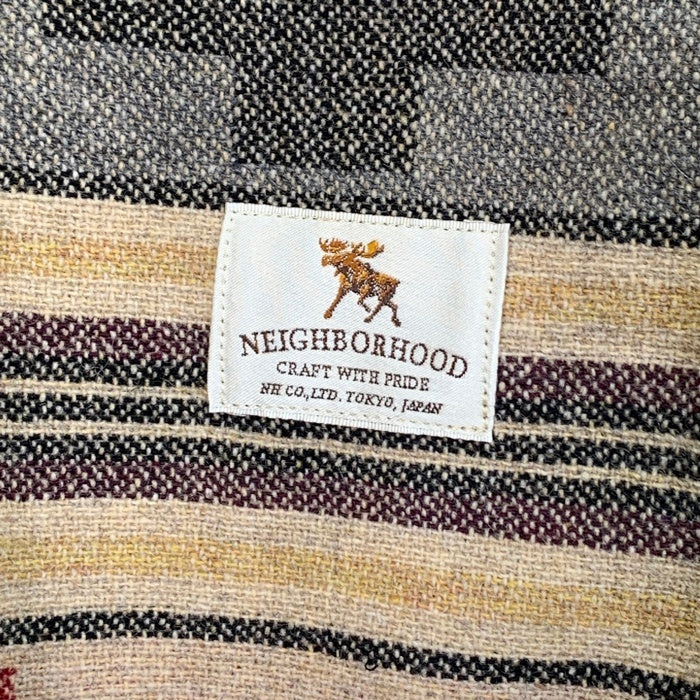 NEIGHBORHOOD
CRAFT WITH PRIDE
NH CO.,LTD. TOKYO, JAPAN